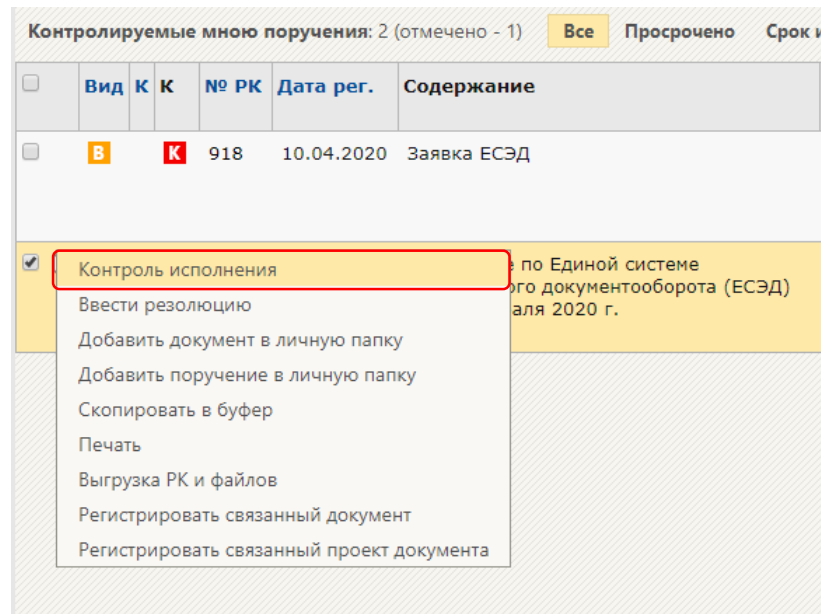 Контролируемые мною поручения: 2 (отмечено - 1) Все Просрочено Срок
Вид К К № РК Дата рег. Содержание
В К 918 10.04.2020 Заявка ЕСЭД
по Единой системе
документооборота (ЕСЭД)
2020 г.
Контроль исполнения
Ввести резолюцию
Добавить документ в личную папку
Добавить поручение в личную папку
Скопировать в буфер
Печать
Выгрузка РК и файлов
Регистрировать связанный документ
Регистрировать связанный проект документа